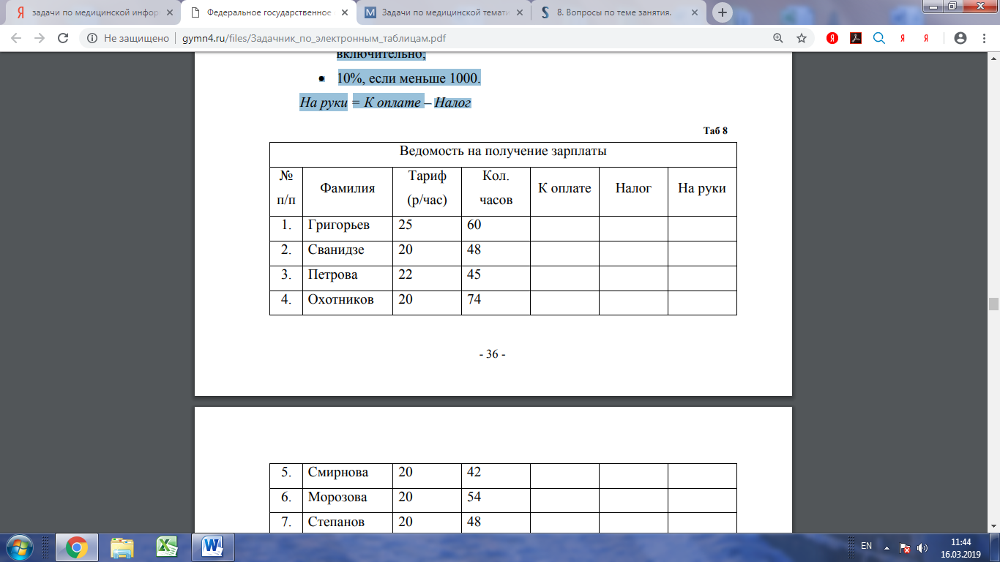 задачи по медицинской инфор
Федеральное государственное
Задачи по медицинской темати
8. Вопросы по теме занятия.
Не защищено gymn4.ru/files/Задачник_по_электронным_таблицам.pdf
включительно;
• 10%, если меньше 1000.
На руки = К оплате – Налог
Таб 8
Ведомость на получение зарплаты
№ п/п Фамилия Тариф (р/час) Кол. часов К оплате Налог На руки
1. Григорьев 25 60
2. Сванидзе 20 48
3. Петрова 22 45
4. Охотников 20 74
- 36 -
5. Смирнова 20 42
6. Морозова 20 54
7. Степанов 20 48
EN 11:44
16.03.2019